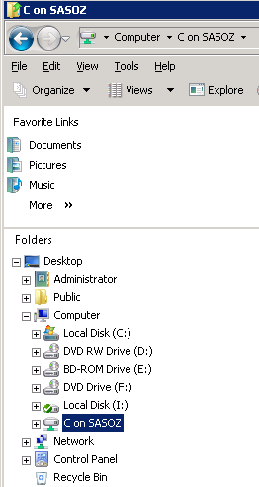 C on SASOZ
Computer C on SASOZ
File Edit View Tools Help
Organize Views Explore
Favorite Links
Documents
Pictures
Music
More »
Folders
Desktop
Administrator
Public
Computer
Local Disk (C:)
DVD RW Drive (D:)
BD-ROM Drive (E:)
DVD Drive (F:)
Local Disk (I:)
C on SASOZ
Network
Control Panel
Recycle Bin